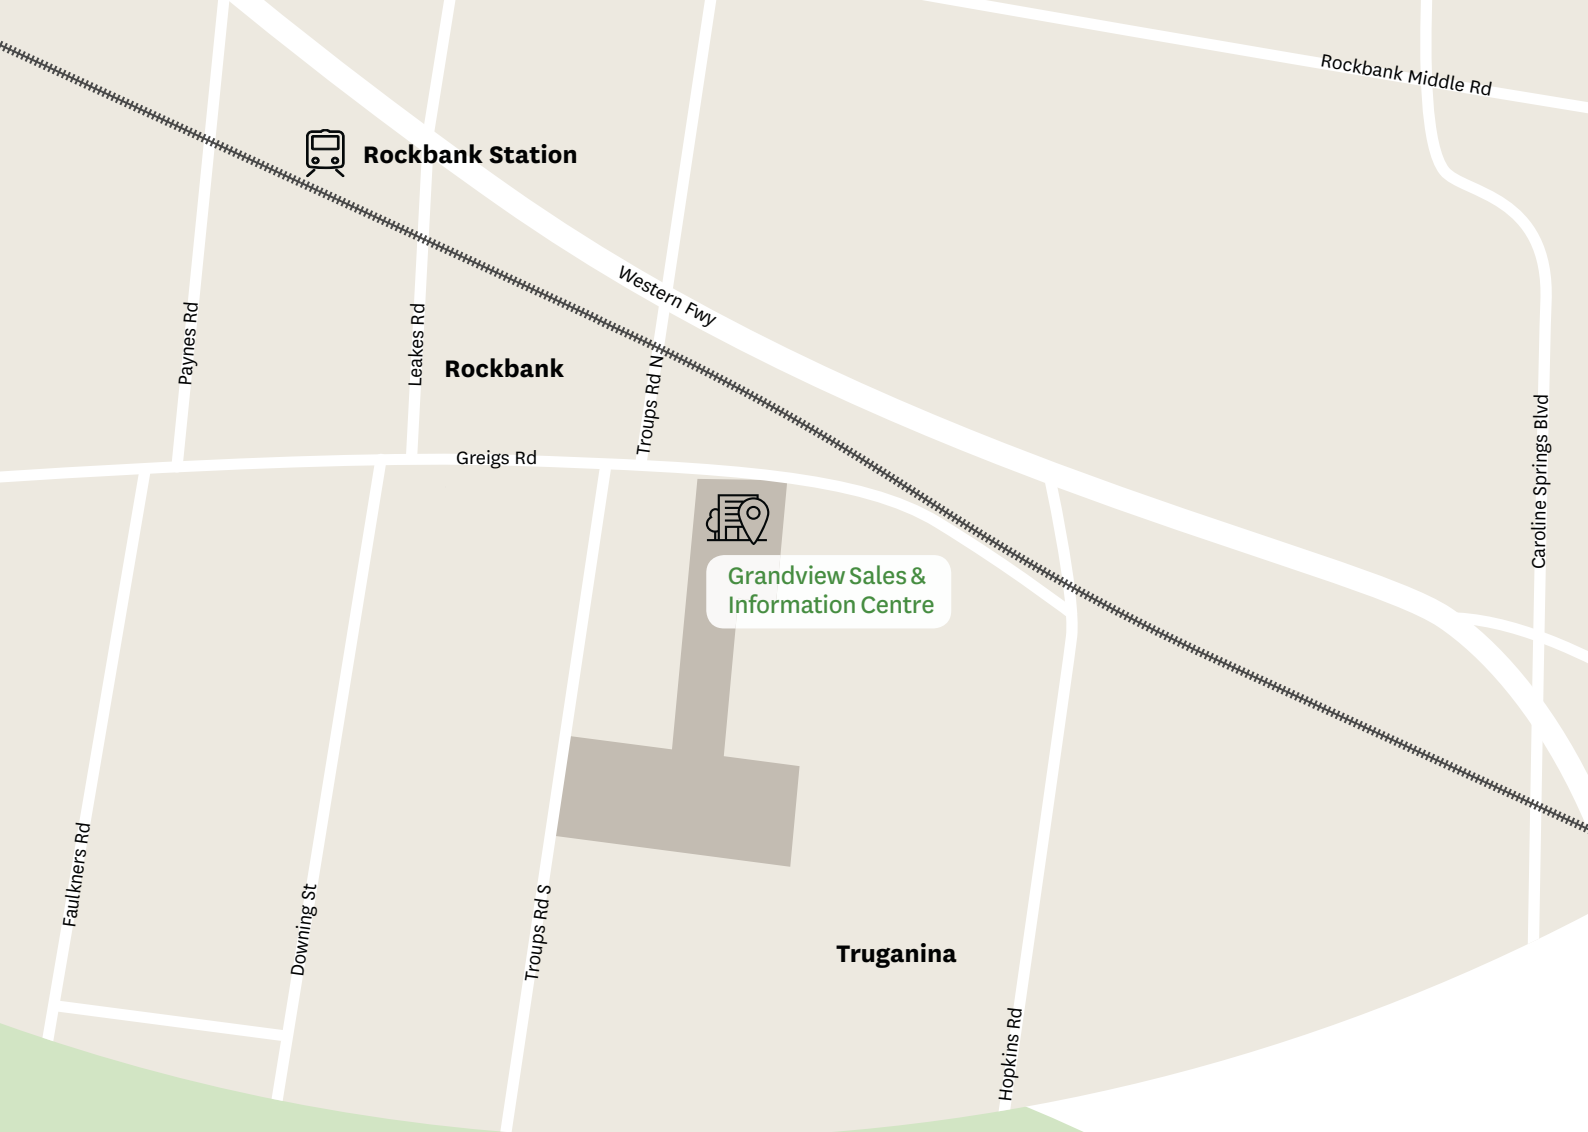 Rockbank Middle Rd
Rockbank Station
Western Fwy
Paynes Rd
Leakes Rd
Rockbank
Troups Rd N
Greigs Rd
Caroline Springs Blvd
Grandview Sales &
Information Centre
Faulkners Rd
Downing St
Troups Rd S
Truganina
Hopkins Rd